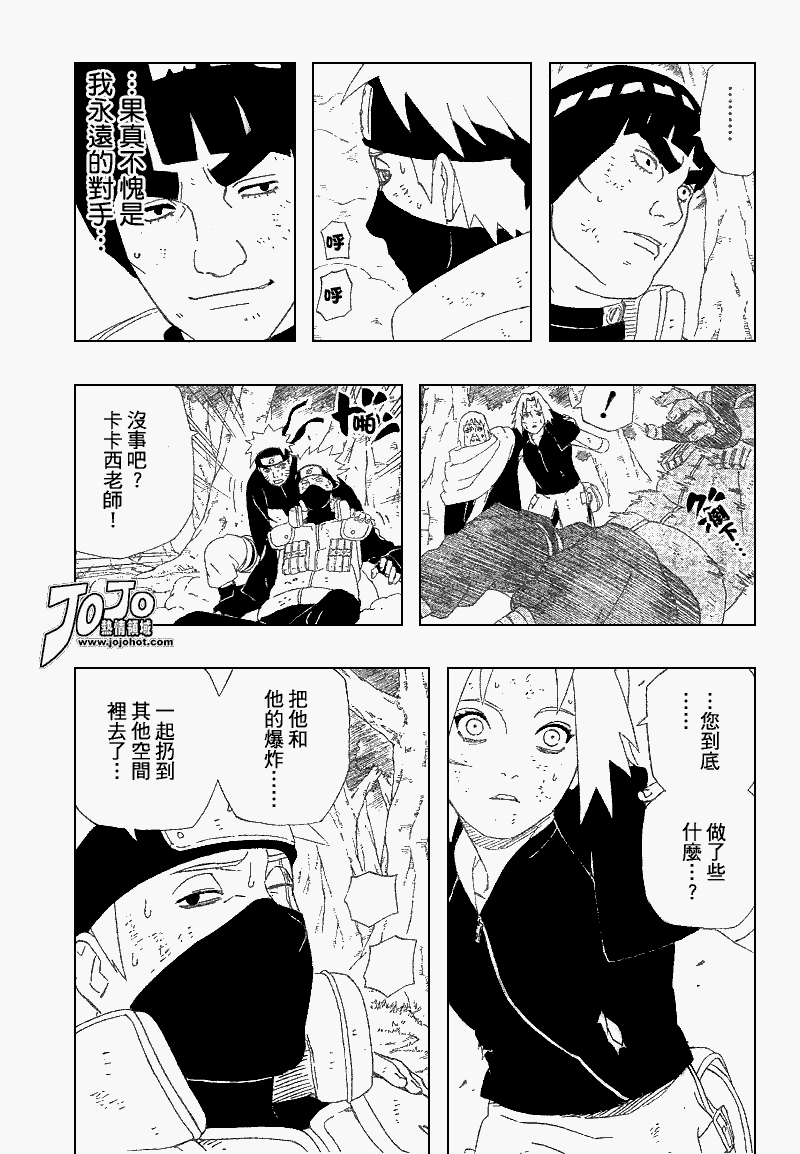 ………
呼
呼
…果真不愧是
我永遠的對手…
！
沒事吧？
卡卡西老師！
啪
…您到底
……
做了些
什麼…？
把他和
他的爆炸……
一起扔到
其他空間
裡去了…
JOJO
熱情領域
www.jojohot.com